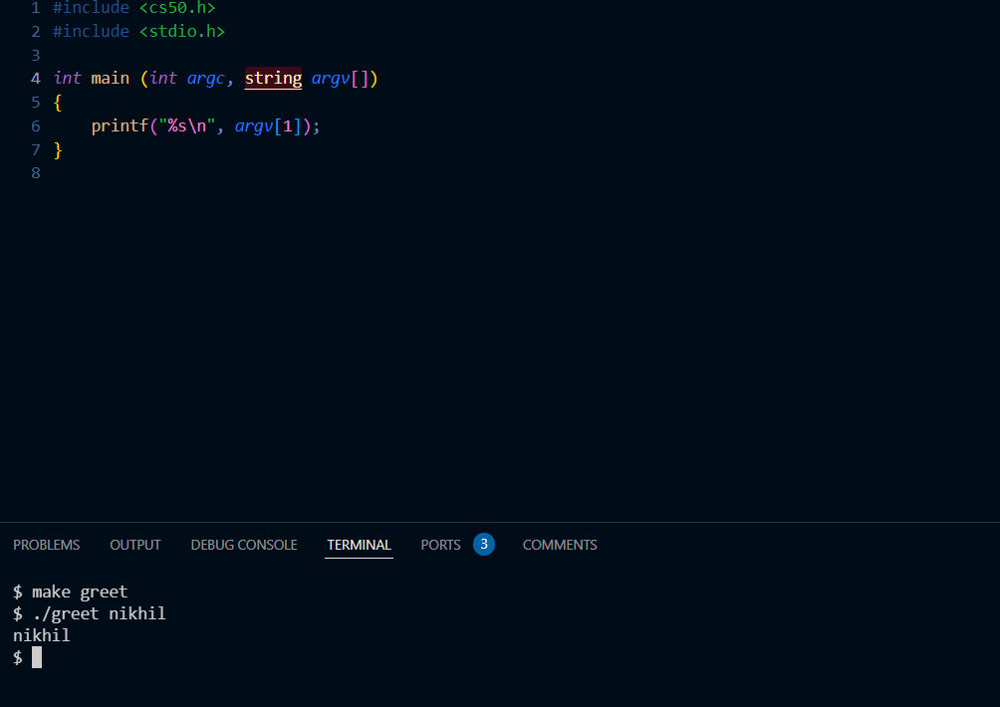 1 #include <cs50.h>
2 #include <stdio.h>
3
4 int main (int argc, string argv[])
5 {
6     printf("%s\n", argv[1]);
7 }
8
PROBLEMS OUTPUT DEBUG CONSOLE TERMINAL PORTS 3 COMMENTS
$ make greet
$ ./greet nikhil
nikhil
$